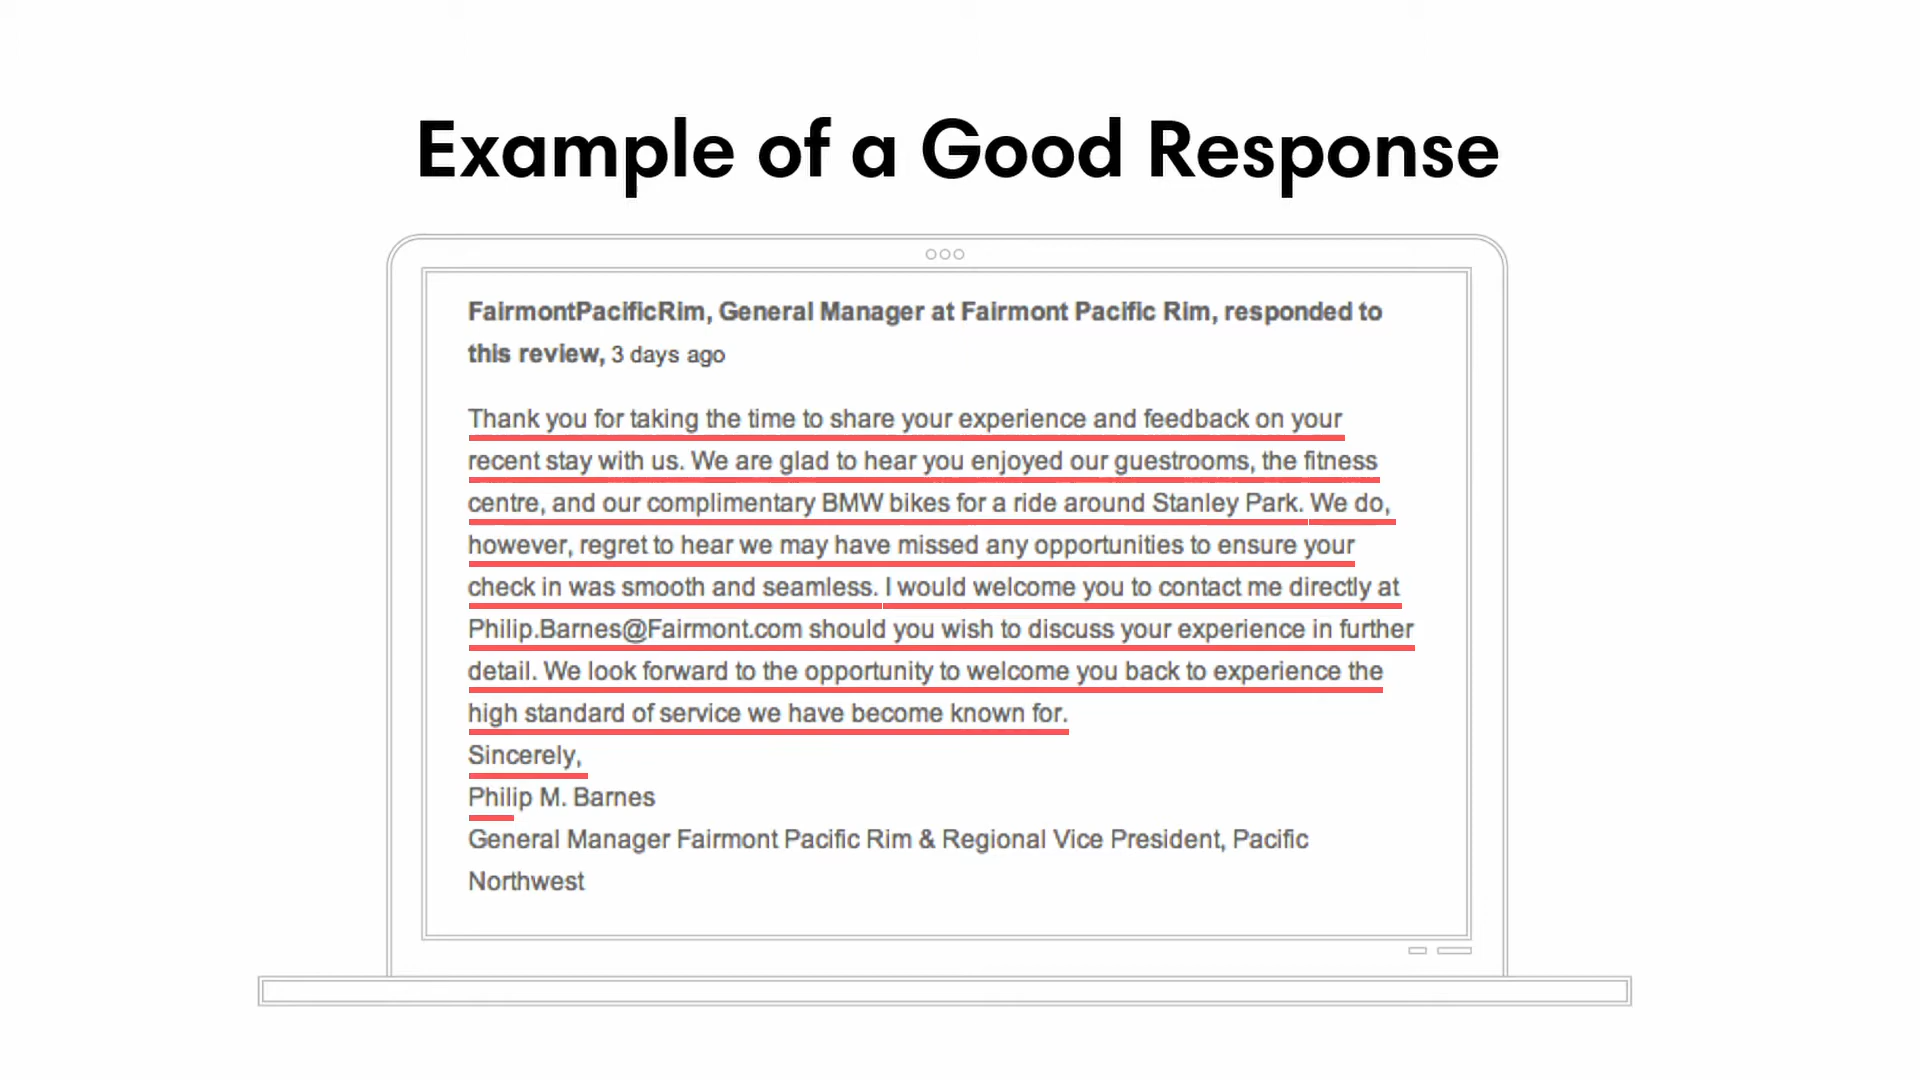 Example of a Good Response
FairmontPacificRim, General Manager at Fairmont Pacific Rim, responded to
this review, 3 days ago
Thank you for taking the time to share your experience and feedback on your
recent stay with us. We are glad to hear you enjoyed our guestrooms, the fitness
centre, and our complimentary BMW bikes for a ride around Stanley Park. We do,
however, regret to hear we may have missed any opportunities to ensure your
check in was smooth and seamless. I would welcome you to contact me directly at
Philip.Barnes@Fairmont.com should you wish to discuss your experience in further
detail. We look forward to the opportunity to welcome you back to experience the
high standard of service we have become known for.
Sincerely,
Philip M. Barnes
General Manager Fairmont Pacific Rim & Regional Vice President, Pacific
Northwest